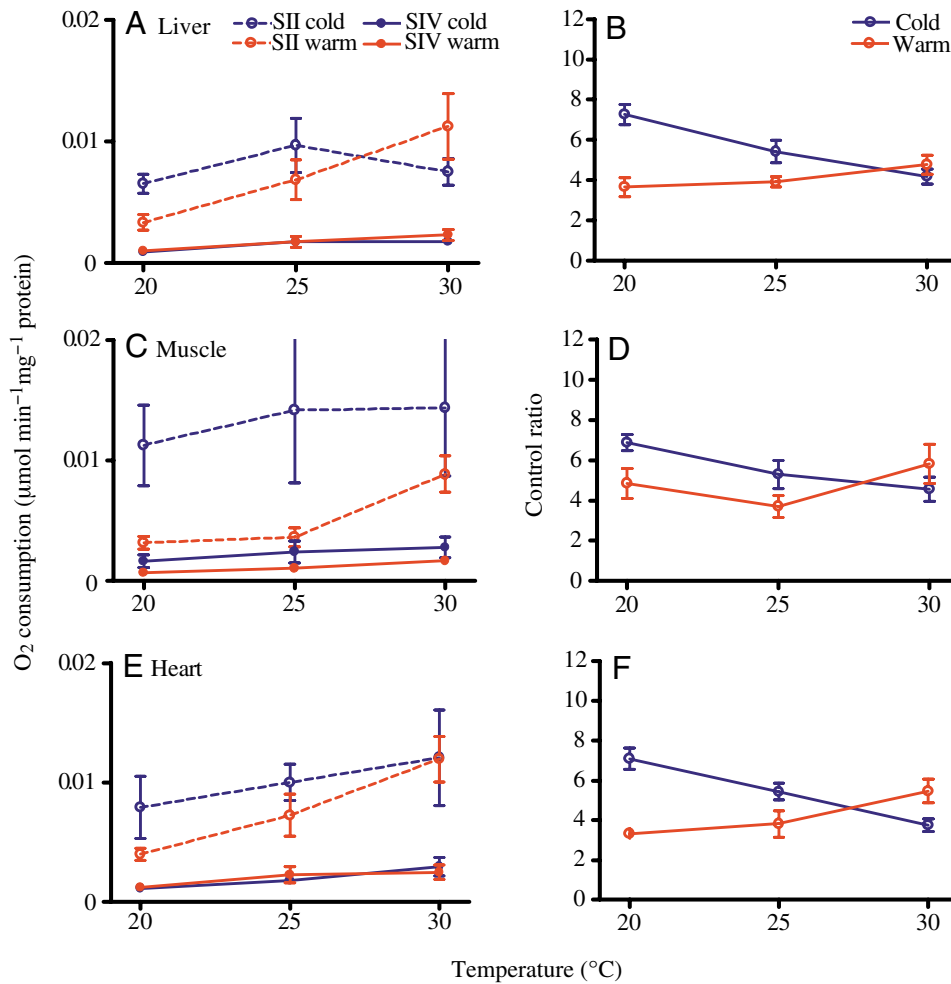 A Liver
SII cold SIV cold
SII warm SIV warm
0.02
0.01
0
20 25 30
B
Cold
Warm
12
10
8
6
4
2
0
20 25 30
C Muscle
0.02
0.01
0
20 25 30
D
12
10
8
6
4
2
0
20 25 30
E Heart
0.02
0.01
0
20 25 30
F
12
10
8
6
4
2
0
20 25 30
O₂ consumption (μmol min⁻¹mg⁻¹ protein)
Control ratio
Temperature (°C)